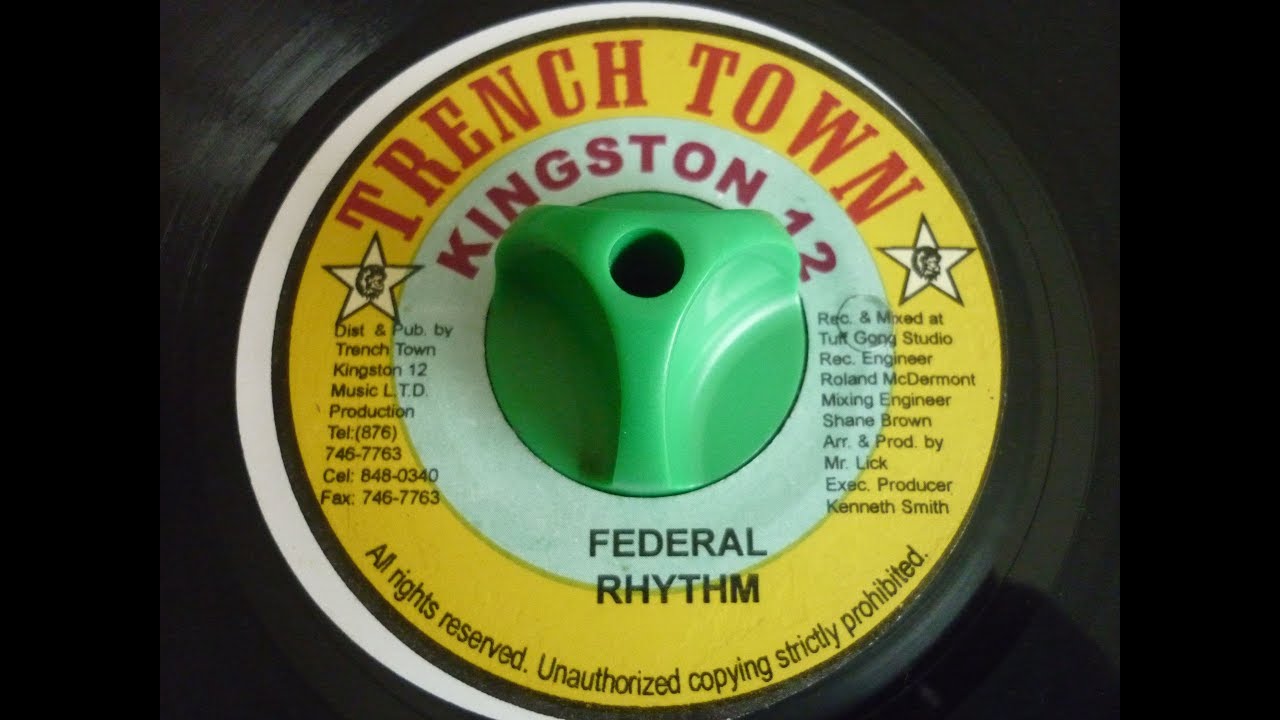 TRENCH TOWN
KINGSTON 12
Dist & Pub. by
Trench Town
Kingston 12
Music L.T.D.
Production
Tel:(876)
746-7763
Cel: 848-0340
Fax: 746-7763
Rec. & Mixed at
Tuff Gong Studio
Rec. Engineer
Roland McDermont
Mixing Engineer
Shane Brown
Arr. & Prod. by
Mr. Lick
Exec. Producer
Kenneth Smith
FEDERAL
RHYTHM
All rights reserved. Unauthorized copying strictly prohibited.